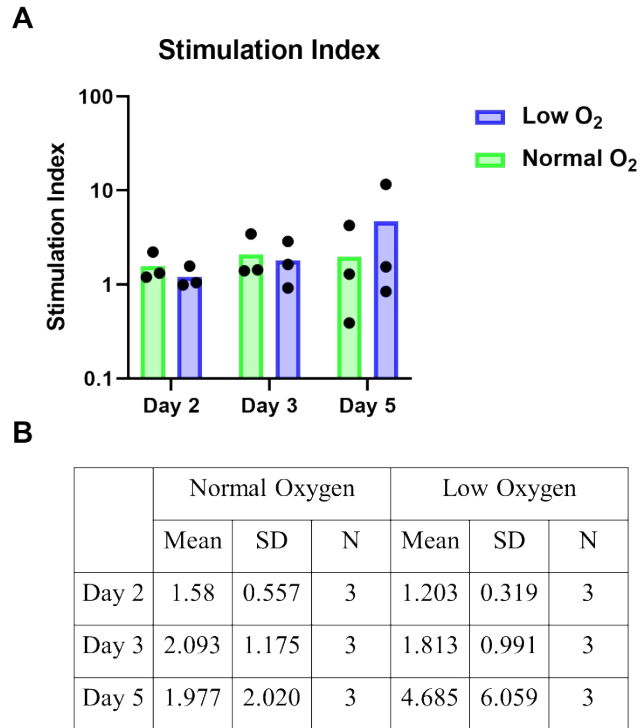 A
Stimulation Index
100
10
1
0.1
Stimulation Index
Day 2 Day 3 Day 5
Low O₂
Normal O₂
B
Normal Oxygen Low Oxygen
Mean SD N Mean SD N
Day 2 1.58 0.557 3 1.203 0.319 3
Day 3 2.093 1.175 3 1.813 0.991 3
Day 5 1.977 2.020 3 4.685 6.059 3